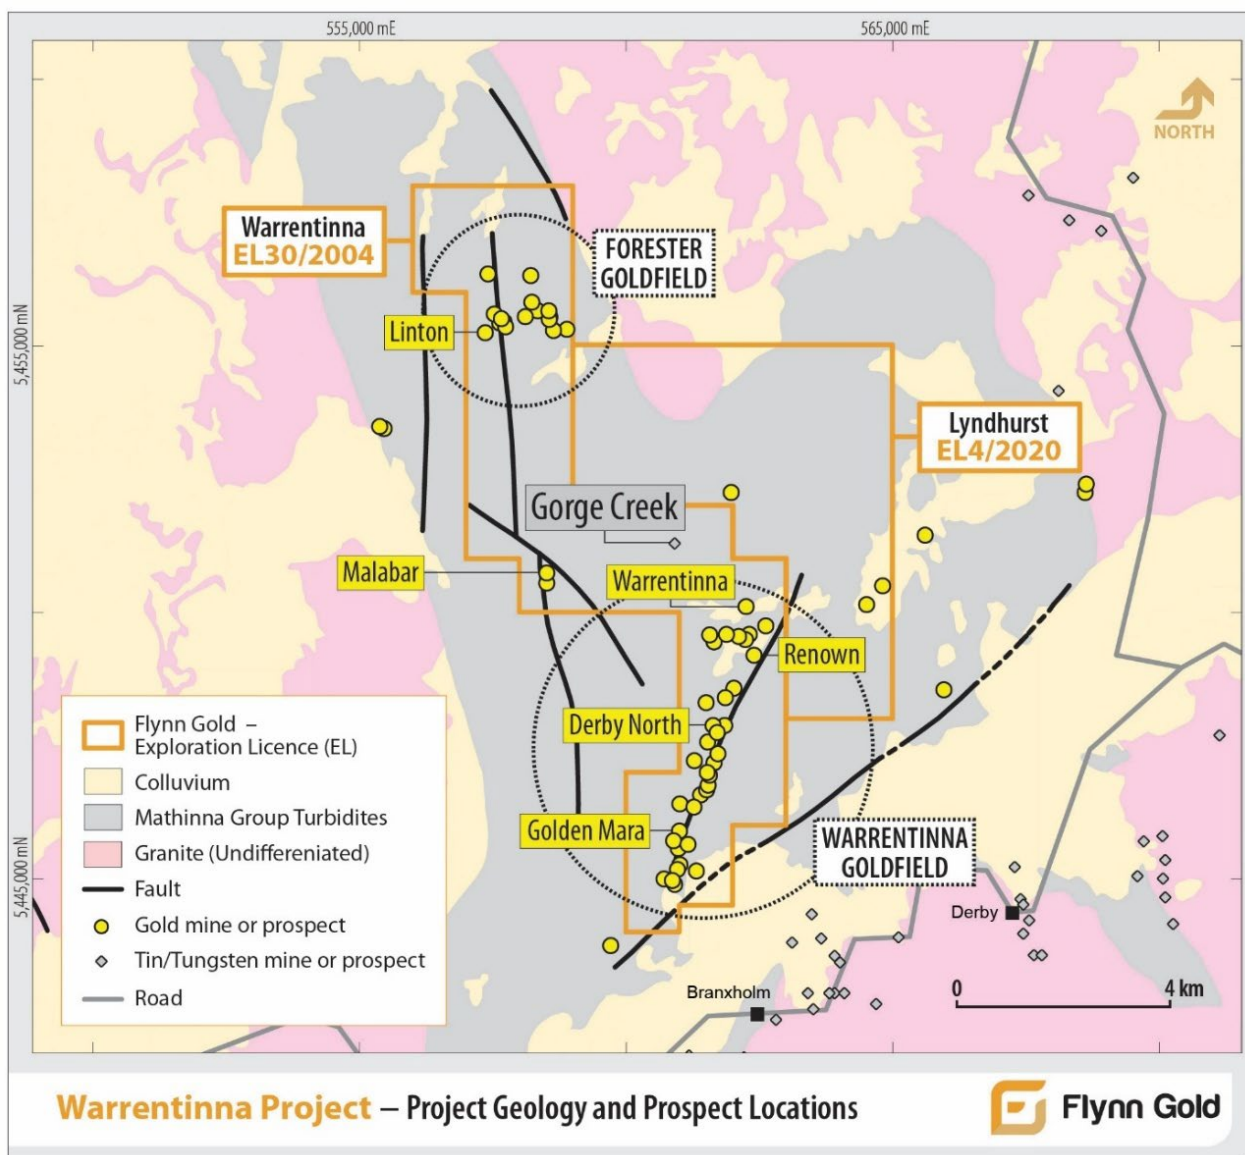 555,000 mE
565,000 mE
NORTH
Warrentinna
EL30/2004
FORESTER
GOLDFIELD
Linton
5,455,000 mN
Lyndhurst
EL4/2020
Gorge Creek
Malabar
Warrentinna
Renown
Derby North
Golden Mara
WARRENTINNA
GOLDFIELD
5,445,000 mN
Derby
Branxholm
0
4 km
Flynn Gold –
Exploration Licence (EL)
Colluvium
Mathinna Group Turbidites
Granite (Undiffereniated)
Fault
Gold mine or prospect
Tin/Tungsten mine or prospect
Road
Warrentinna Project – Project Geology and Prospect Locations
Flynn Gold